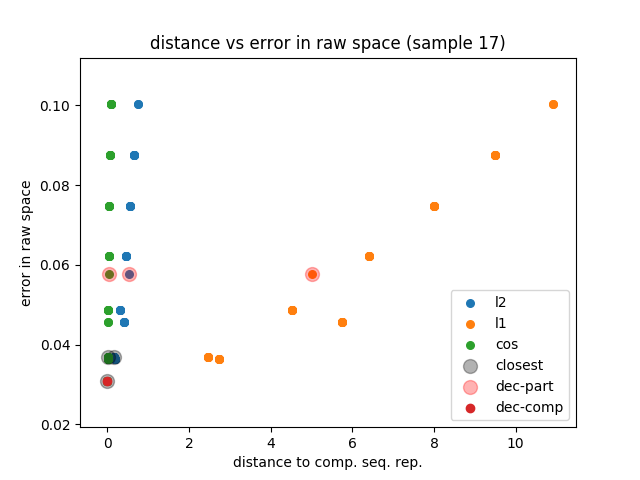 distance vs error in raw space (sample 17)
error in raw space
0.10
0.08
0.06
0.04
0.02
0
2
4
6
8
10
distance to comp. seq. rep.
l2
l1
cos
closest
dec-part
dec-comp